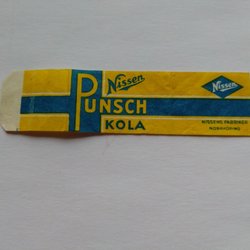 Nissen
PUNSCH
KOLA
Nissen
NISSENS FABRIKER
NORRKÖPING